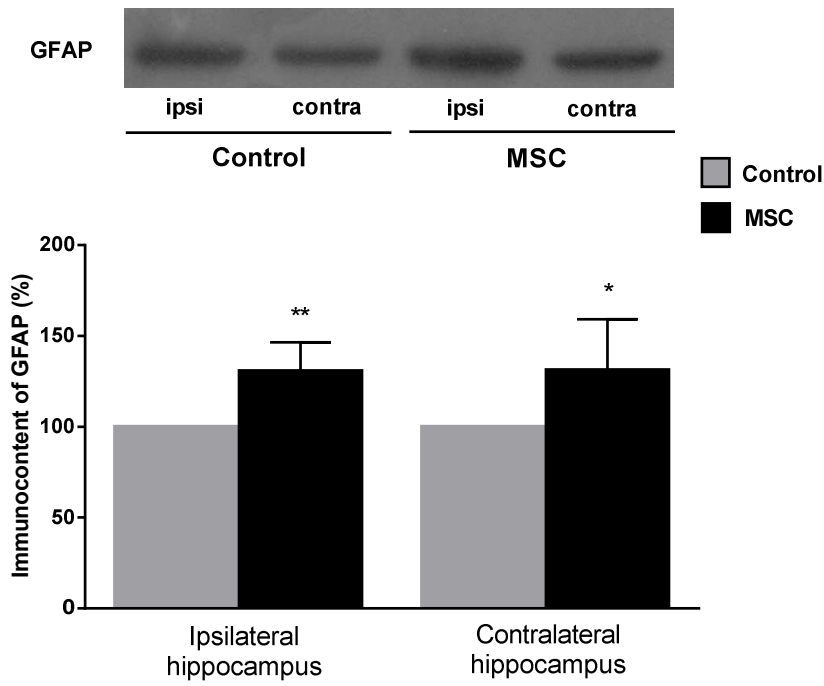 GFAP
ipsi contra ipsi contra
Control MSC
Control
MSC
200
**
*
150
100
50
0
Immunocontent of GFAP (%)
Ipsilateral
hippocampus
Contralateral
hippocampus